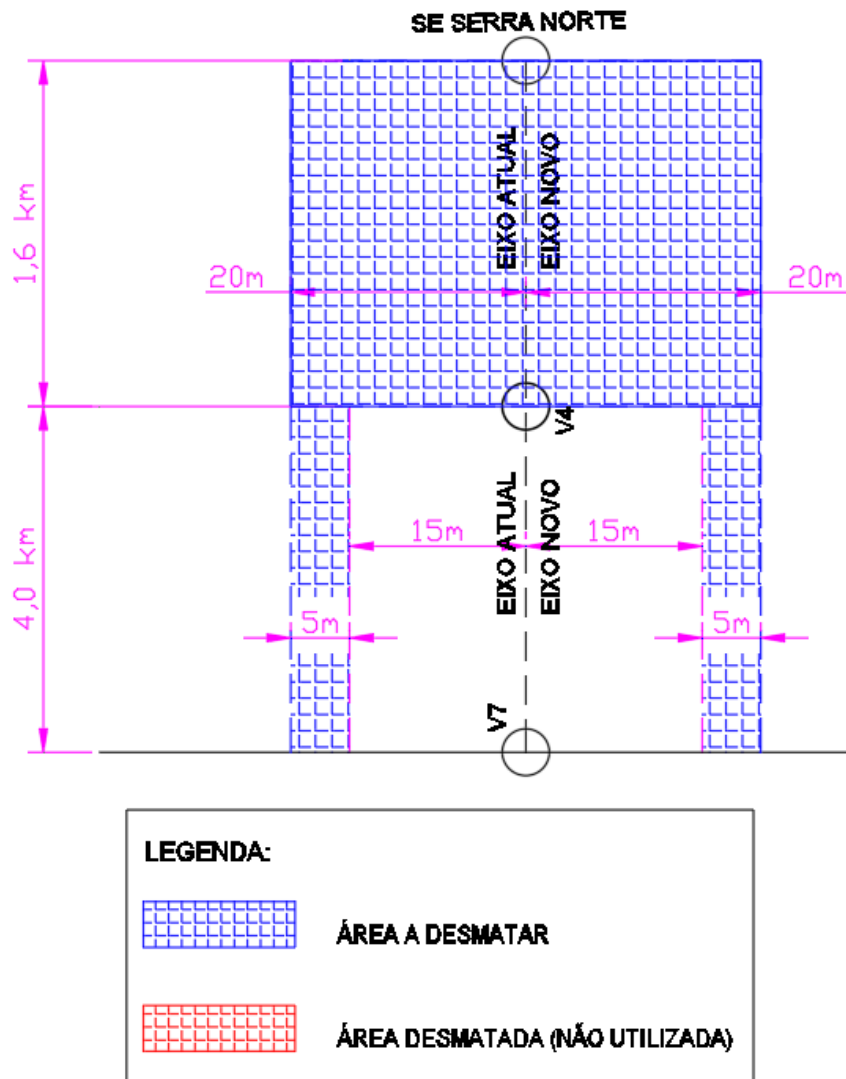 SE SERRA NORTE
1,6 km
EIXO ATUAL
EIXO NOVO
20m
20m
V4
4,0 km
EIXO ATUAL
EIXO NOVO
15m
15m
5m
5m
V7
LEGENDA:
ÁREA A DESMATAR
ÁREA DESMATADA (NÃO UTILIZADA)